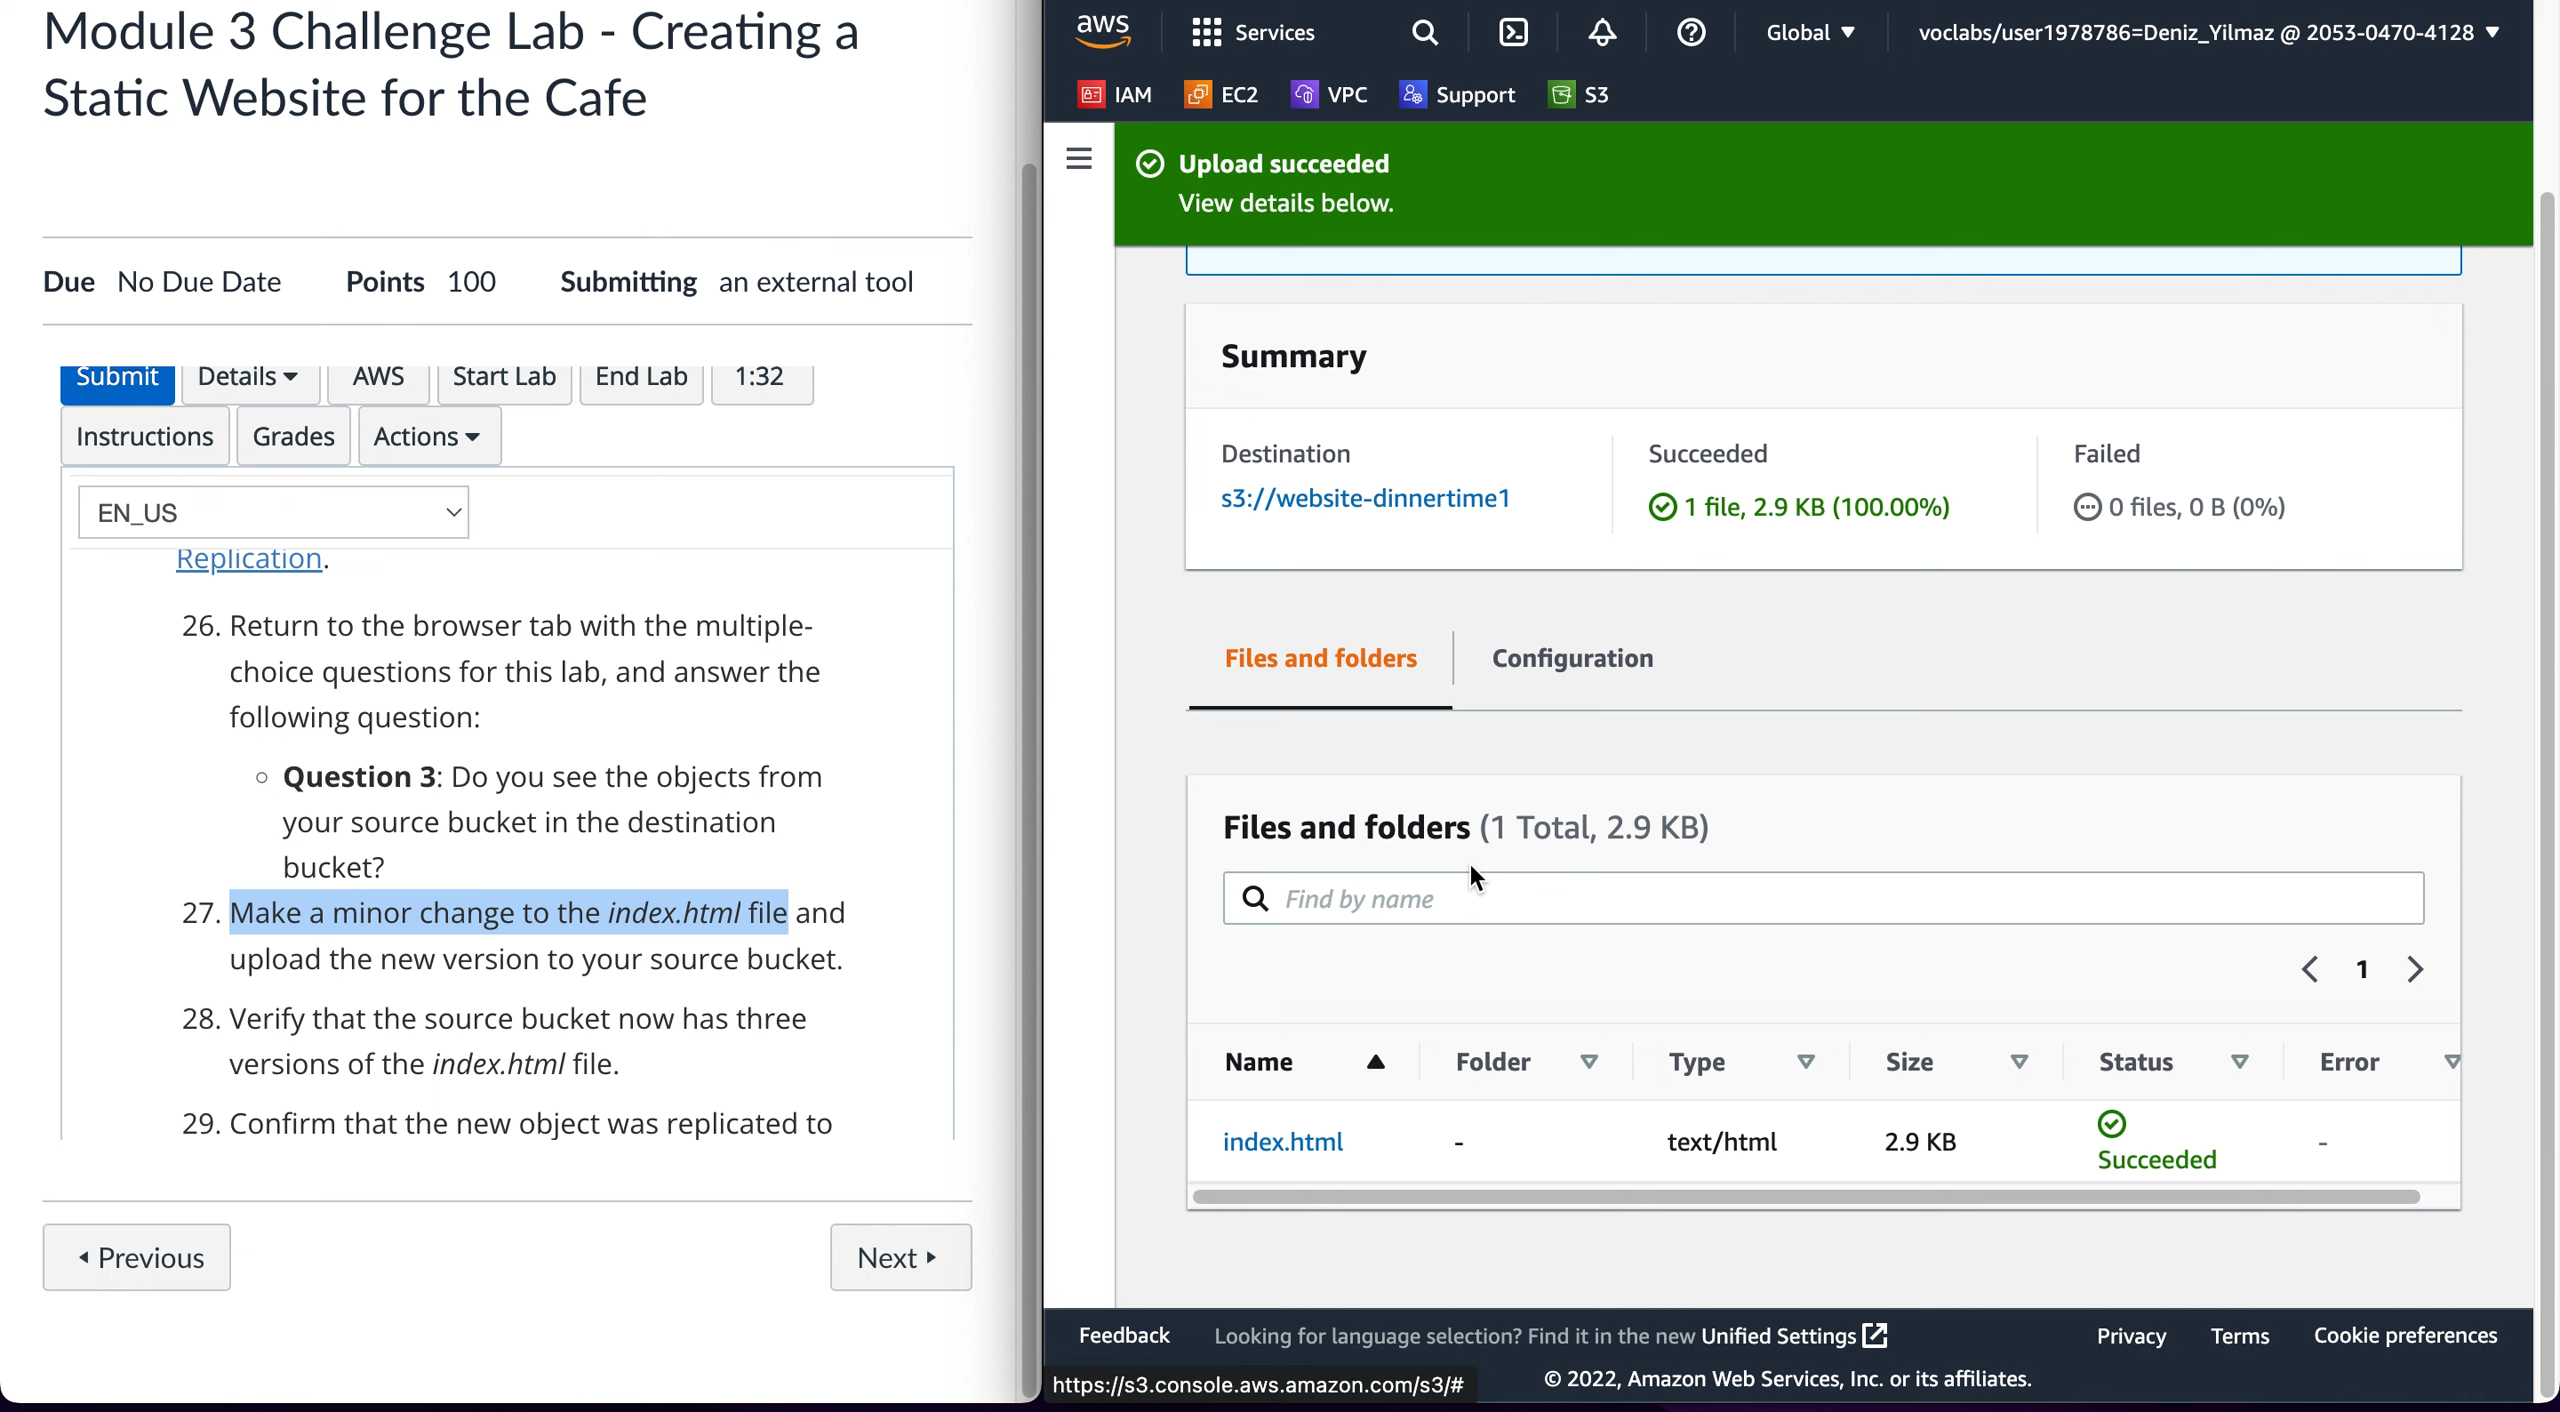 Module 3 Challenge Lab - Creating a
Static Website for the Cafe
Due No Due Date Points 100 Submitting an external tool
Submit Details AWS Start Lab End Lab 1:32
Instructions Grades Actions
EN_US
Replication.
26. Return to the browser tab with the multiple-
choice questions for this lab, and answer the
following question:
Question 3: Do you see the objects from
your source bucket in the destination
bucket?
27. Make a minor change to the index.html file and
upload the new version to your source bucket.
28. Verify that the source bucket now has three
versions of the index.html file.
29. Confirm that the new object was replicated to
Previous
Next
aws Services Global voclabs/user1978786=Deniz_Yilmaz @ 2053-0470-4128
IAM EC2 VPC Support S3
Upload succeeded
View details below.
Summary
Destination Succeeded Failed
s3://website-dinnertime1 1 file, 2.9 KB (100.00%) 0 files, 0 B (0%)
Files and folders Configuration
Files and folders (1 Total, 2.9 KB)
Find by name
1
Name Folder Type Size Status Error
index.html - text/html 2.9 KB Succeeded -
Feedback Looking for language selection? Find it in the new Unified Settings Privacy Terms Cookie preferences
https://s3.console.aws.amazon.com/s3/# © 2022, Amazon Web Services, Inc. or its affiliates.